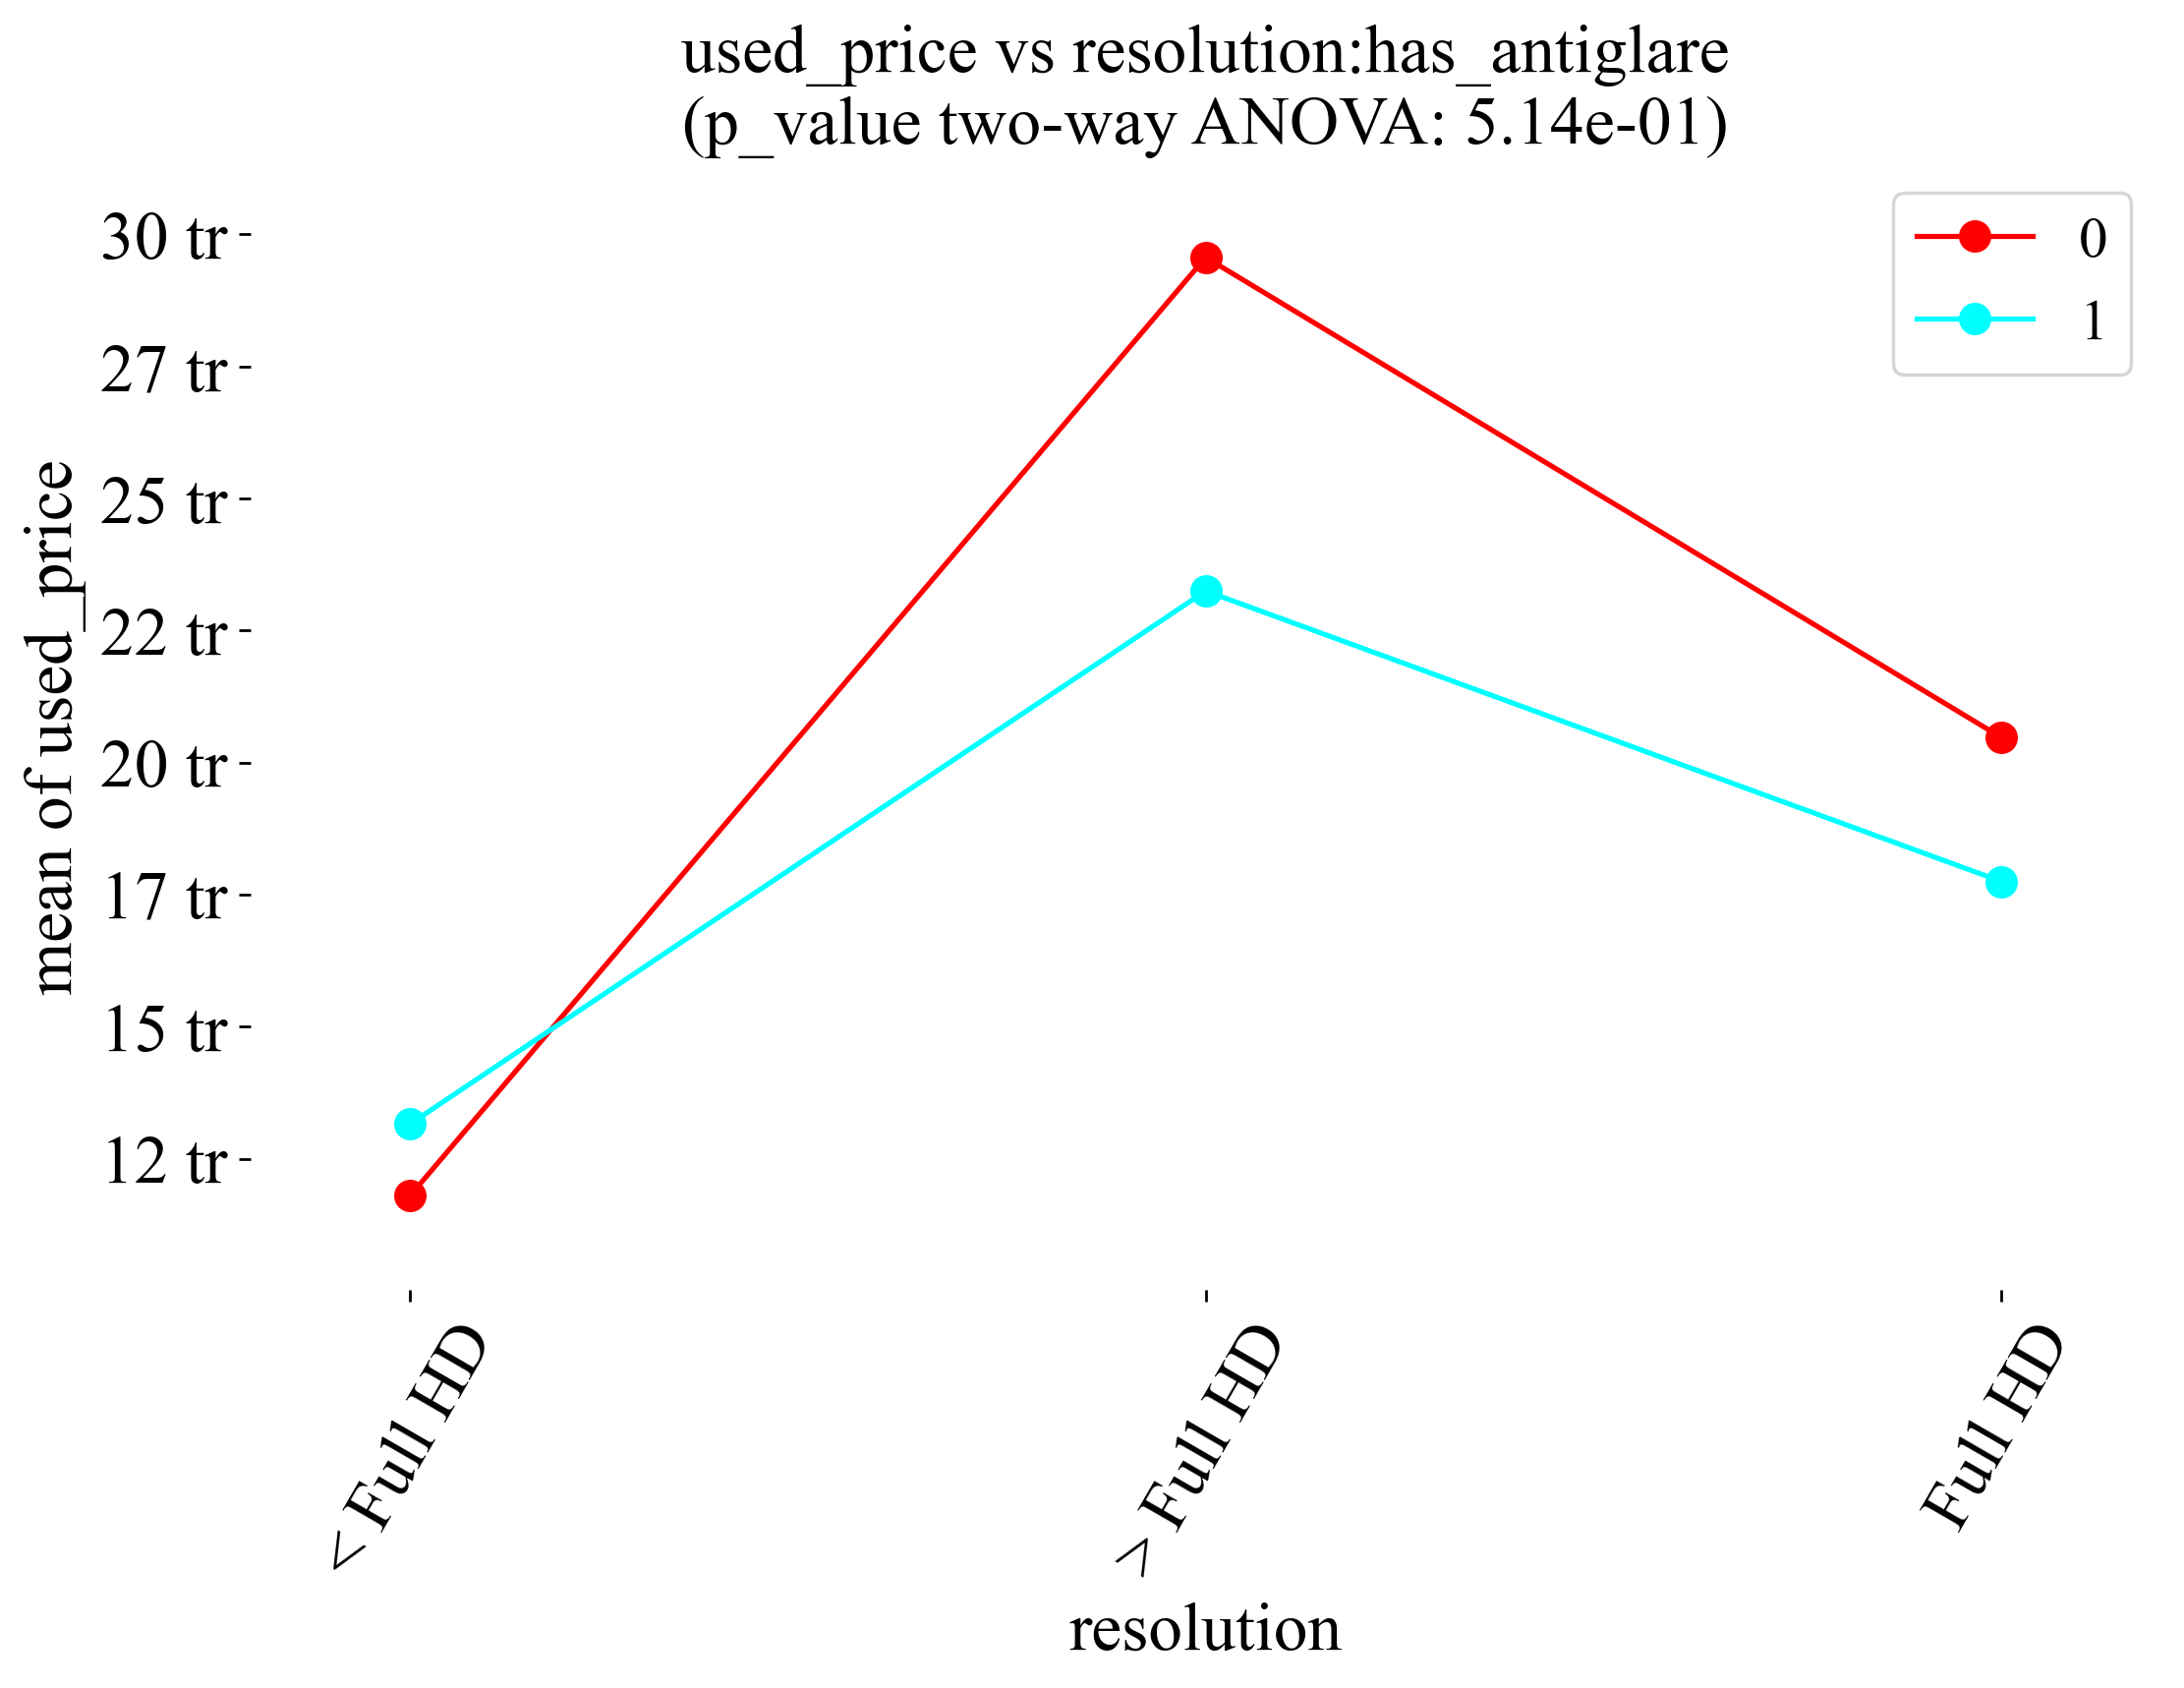 used_price vs resolution:has_antiglare
(p_value two-way ANOVA: 5.14e-01)
0
1
30 tr
27 tr
25 tr
22 tr
20 tr
17 tr
15 tr
12 tr
mean of used_price
< Full HD
> Full HD
Full HD
resolution